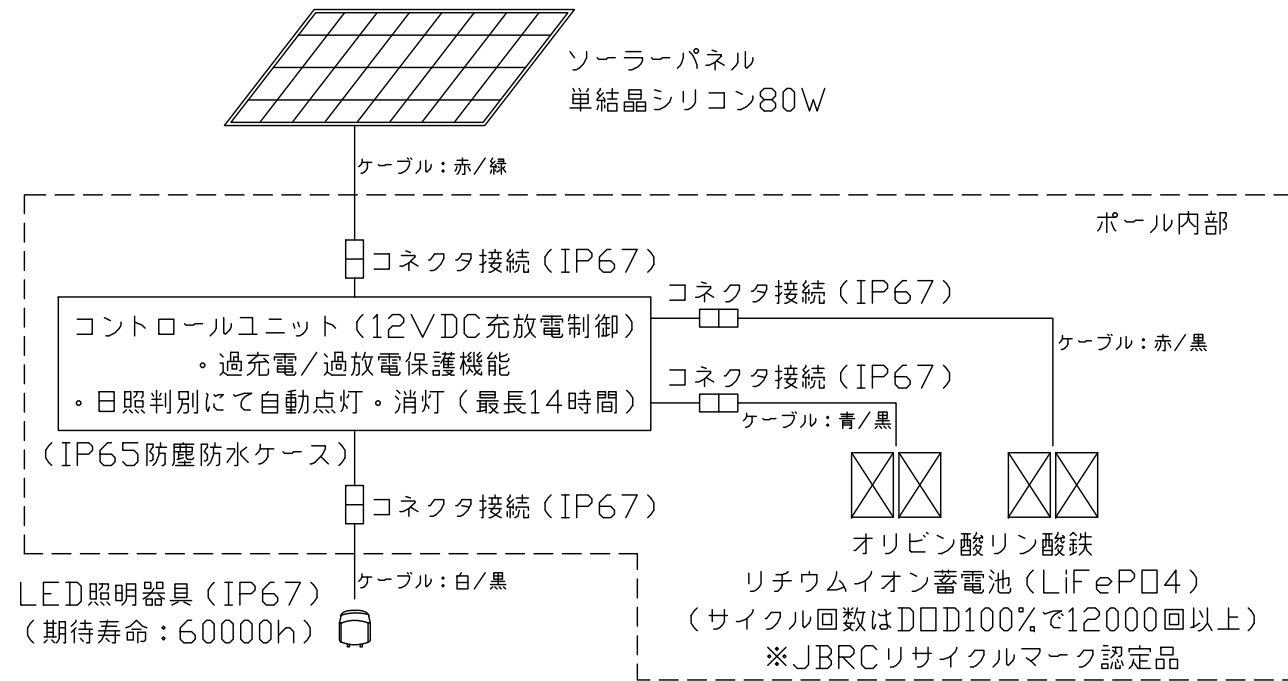 ソーラーパネル
単結晶シリコン80W
ケーブル：赤/緑
ポール内部
コネクタ接続（IP67）
コネクタ接続（IP67）
コントロールユニット（12VDC充放電制御）
・過充電/過放電保護機能
・日照判別にて自動点灯・消灯（最長14時間）
ケーブル：赤/黒
コネクタ接続（IP67）
ケーブル：青/黒
（IP65防塵防水ケース）
コネクタ接続（IP67）
オリビン酸リン酸鉄
リチウムイオン蓄電池（LiFePO4）
（サイクル回数はDOD100%で12000回以上）
※JBRCリサイクルマーク認定品
ケーブル：白/黒
LED照明器具（IP67）
（期待寿命：60000h）